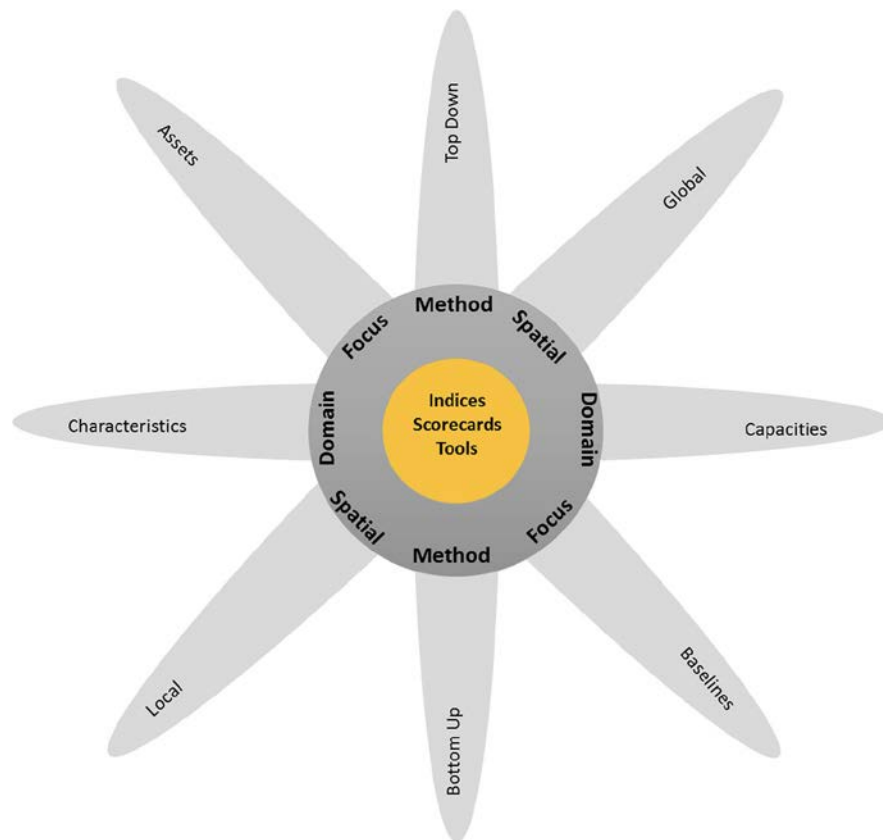 Top Down
Assets
Global
Method
Focus
Spatial
Domain
Indices
Scorecards
Tools
Domain
Characteristics
Capacities
Spatial
Focus
Method
Local
Baselines
Bottom Up